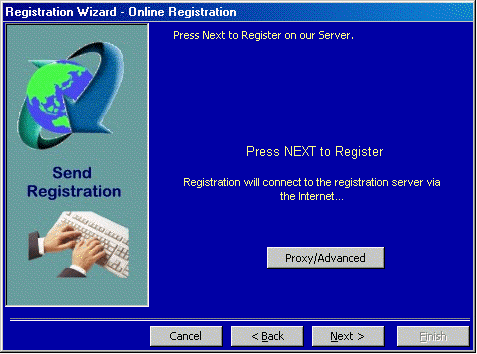 Registration Wizard - Online Registration
Press Next to Register on our Server.
Send
Registration
Press NEXT to Register
Registration will connect to the registration server via
the Internet...
Proxy/Advanced
Cancel
< Back
Next >
Finish